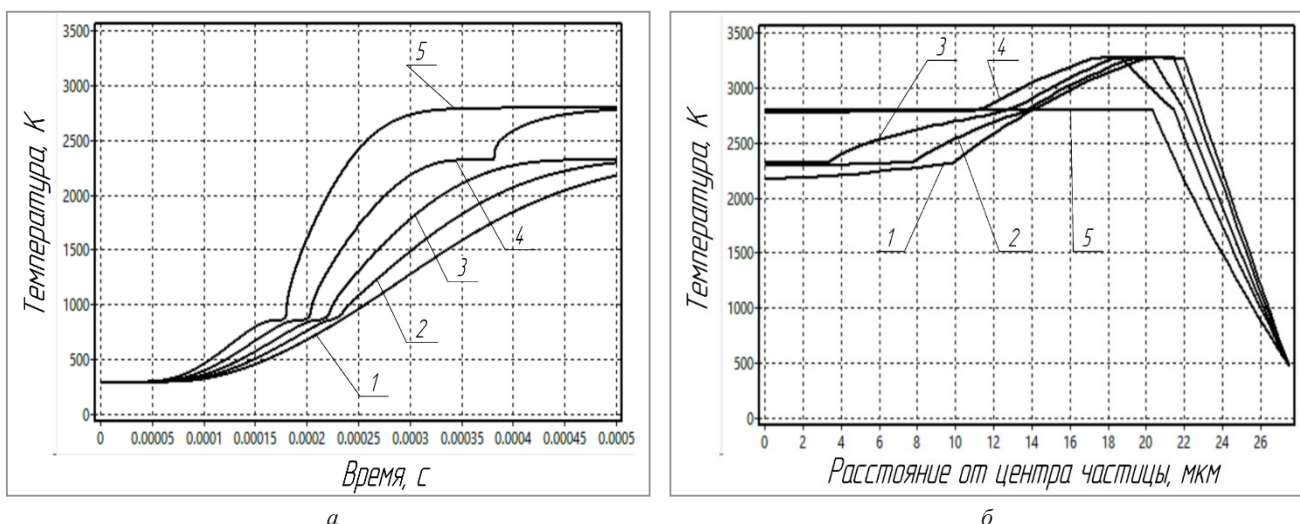 Температура, К
3500
3000
2500
2000
1500
1000
500
0
0 0.00005 0.0001 0.00015 0.0002 0.00025 0.0003 0.00035 0.0004 0.00045 0.0005
Время, с
5
4
3
2
1
а
Температура, К
3500
3000
2500
2000
1500
1000
500
0
0 2 4 6 8 10 12 14 16 18 20 22 24 26
Расстояние от центра частицы, мкм
3 4
1 2 5
б